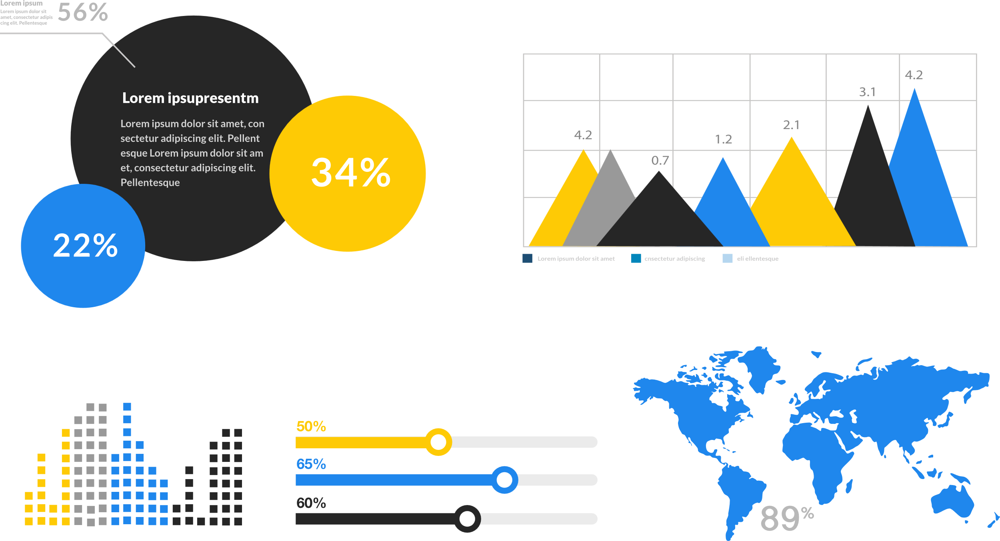 Lorem ipsum
Lorem ipsum dolor sit
amet, consectetur adipis
cing elit. Pellentesque
56%
Lorem ipsupresentm
Lorem ipsum dolor sit amet, con
sectetur adipiscing elit. Pellent
esque Lorem ipsum dolor sit am
et, consectetur adipiscing elit.
Pellentesque
34%
22%
4.2
0.7
1.2
2.1
3.1
4.2
Lorem ipsum dolor sit amet
cnsectetur adipiscing
eli ellentesque
50%
65%
60%
89%